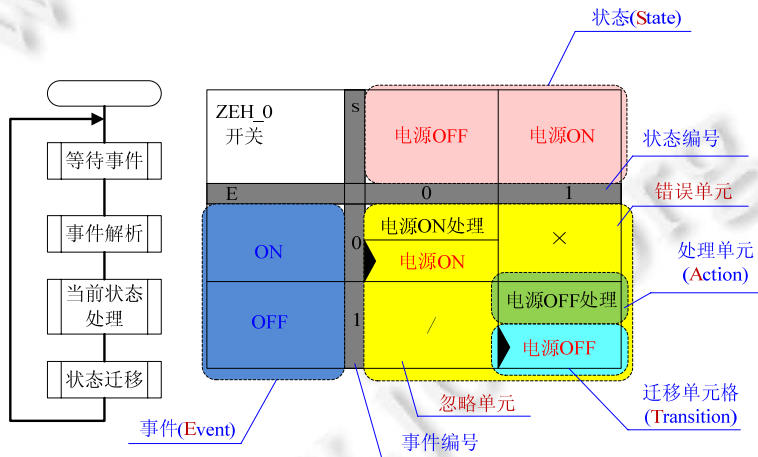 状态(State)
ZEH_0
开关
S
电源OFF
电源ON
状态编号
E
0
1
错误单元
等待事件
事件解析
当前状态
处理
状态迁移
ON
0
电源ON处理
电源ON
×
处理单元
(Action)
OFF
1
/
电源OFF处理
电源OFF
忽略单元
迁移单元格
(Transition)
事件(Event)
事件编号